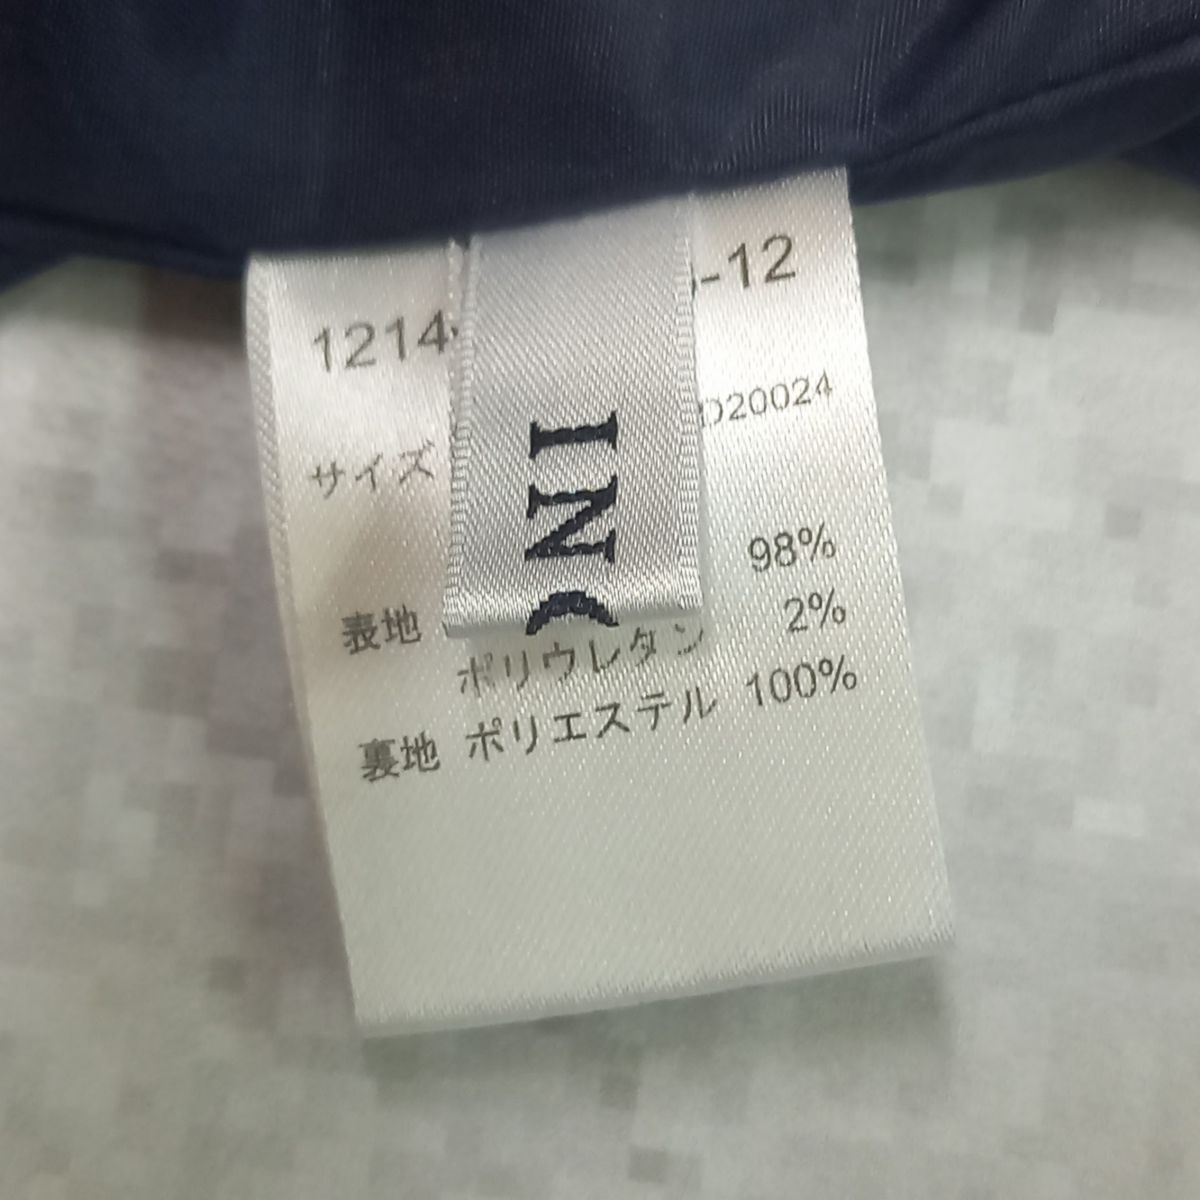 1214 -12
サイズ D20024
表地 98%
ポリウレタン 2%
裏地 ポリエステル 100%
IN